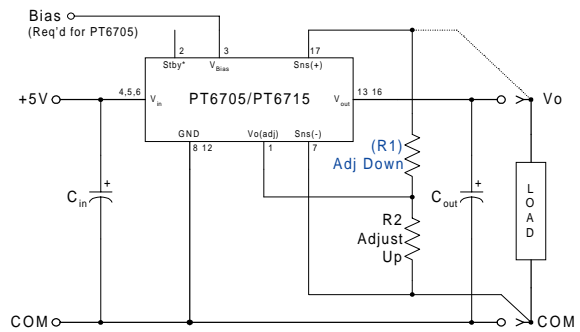 Bias
(Req'd for PT6705)
2
3
17
Stby*
VBias
Sns(+)
4,5,6
+5V
Vin
PT6705/PT6715
Vout
13 16
Vo
GND
Vo(adj)
Sns(-)
8 12
1
7
(R1)
Adj Down
Cin
+
R2
Adjust
Up
Cout
+
LOAD
COM
COM